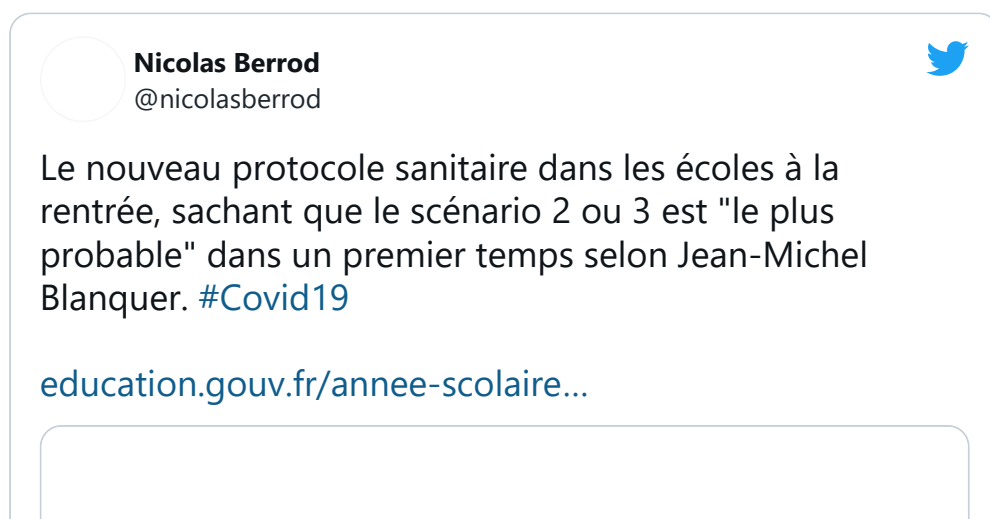 Nicolas Berrod
@nicolasberrod
Le nouveau protocole sanitaire dans les écoles à la
rentrée, sachant que le scénario 2 ou 3 est "le plus
probable" dans un premier temps selon Jean-Michel
Blanquer. #Covid19
education.gouv.fr/annee-scolaire…